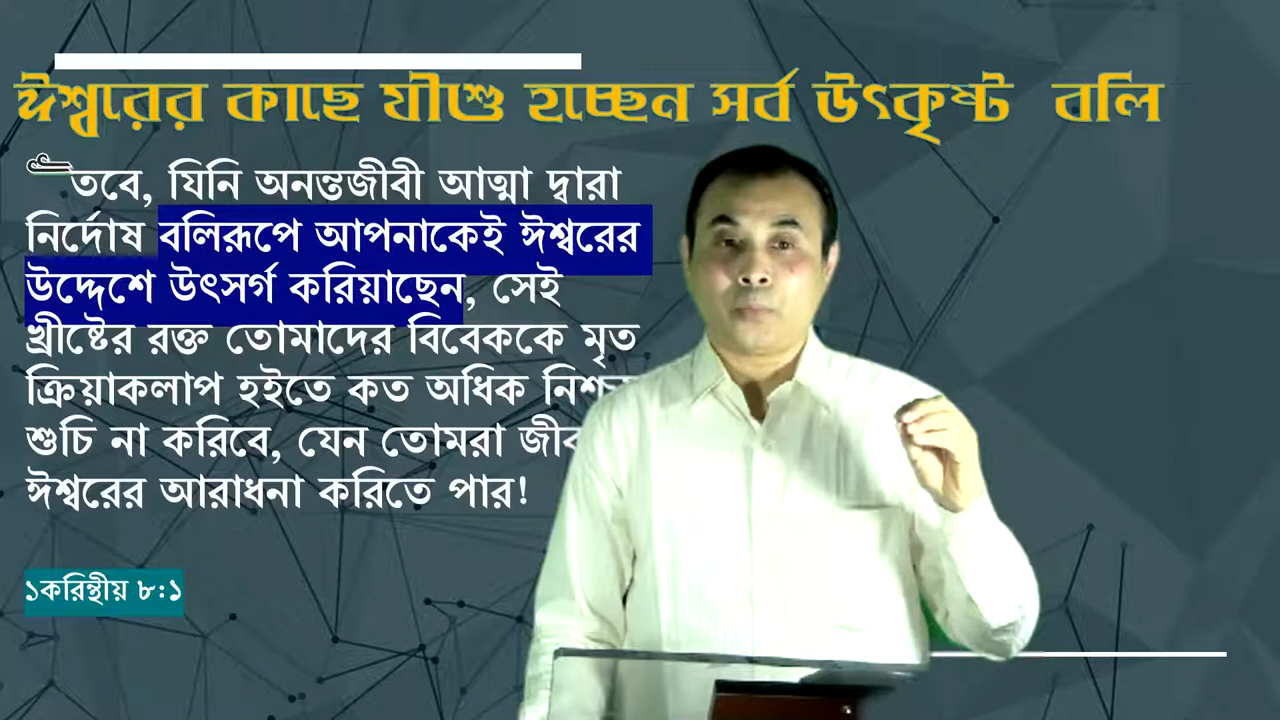 ঈশ্বরের কাছে যীশু হচ্ছেন সর্ব উৎকৃষ্ট বলি
তবে, যিনি অনন্তজীবী আত্মা দ্বারা
নির্দোষ বলিরূপে আপনাকেই ঈশ্বরের
উদ্দেশে উৎসর্গ করিয়াছেন, সেই
খ্রীষ্টের রক্ত তোমাদের বিবেককে মৃত
ক্রিয়াকলাপ হইতে কত অধিক
শুচি না করিবে, যেন তোমরা
ঈশ্বরের আরাধনা করিতে পার!
১করিন্থীয় ৮:১